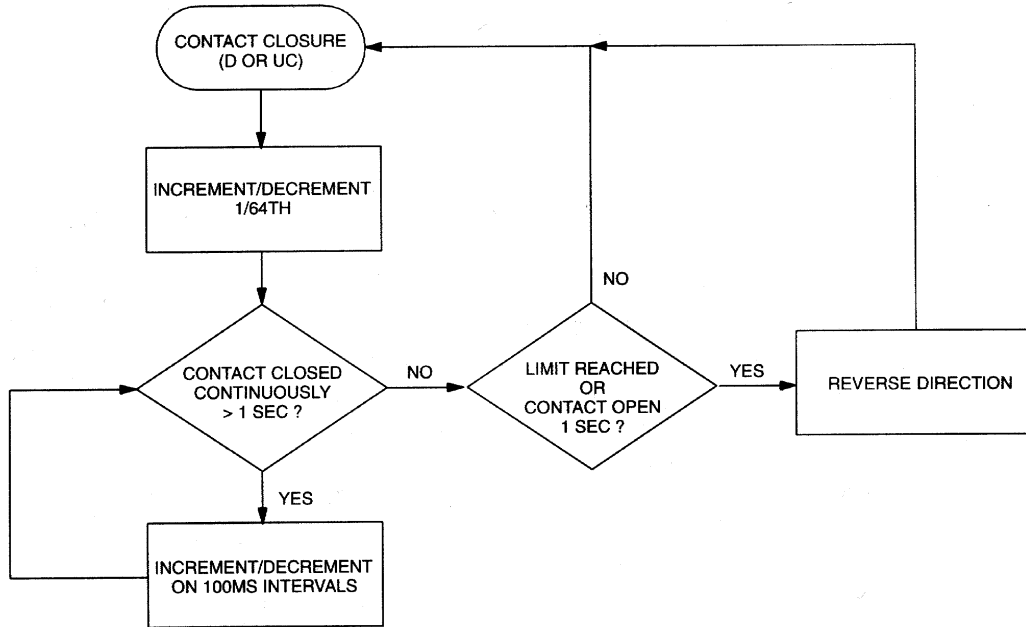 CONTACT CLOSURE
(D OR UC)
INCREMENT/DECREMENT
1/64TH
NO
CONTACT CLOSED
CONTINUOUSLY
> 1 SEC ?
NO
LIMIT REACHED
OR
CONTACT OPEN
1 SEC ?
YES
REVERSE DIRECTION
YES
INCREMENT/DECREMENT
ON 100MS INTERVALS